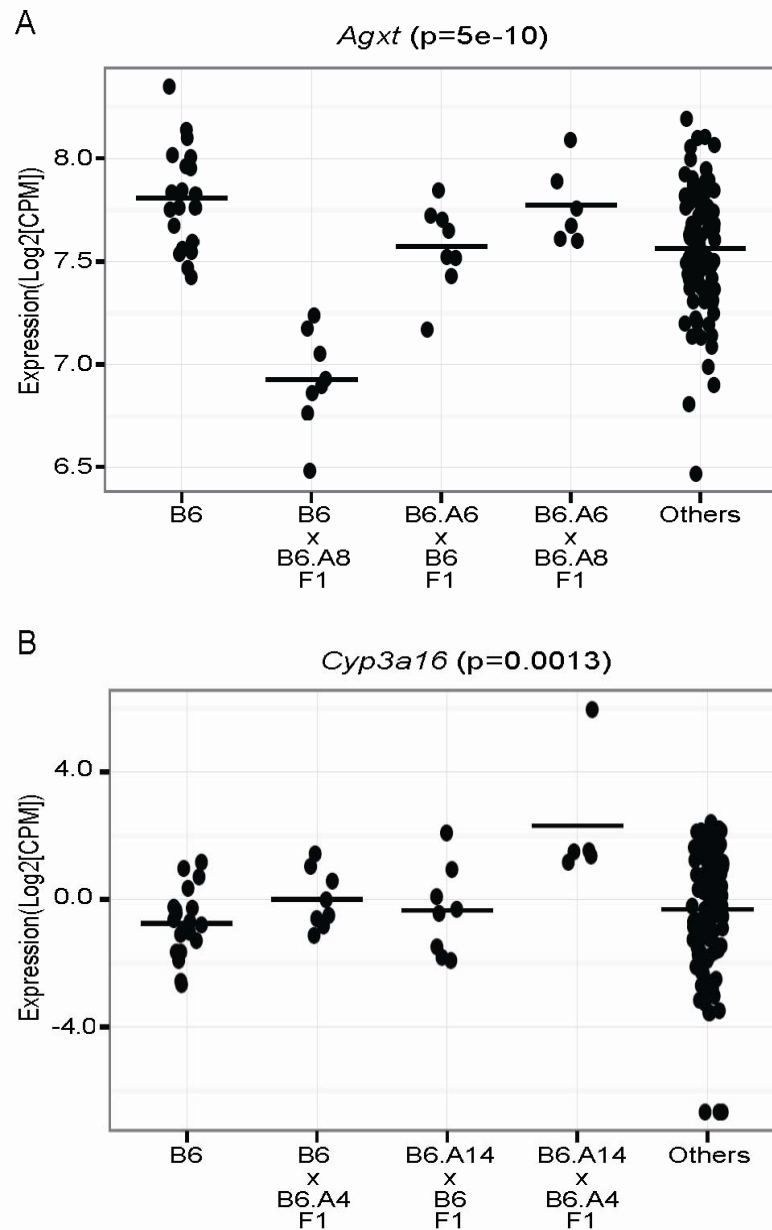 A
Agxt (p=5e-10)
Expression(Log2[CPM])
8.0
7.5
7.0
6.5
B6
B6
x
B6.A8
F1
B6.A6
x
B6
F1
B6.A6
x
B6.A8
F1
Others
B
Cyp3a16 (p=0.0013)
Expression(Log2[CPM])
4.0
0.0
-4.0
B6
B6
x
B6.A4
F1
B6.A14
x
B6
F1
B6.A14
x
B6.A4
F1
Others